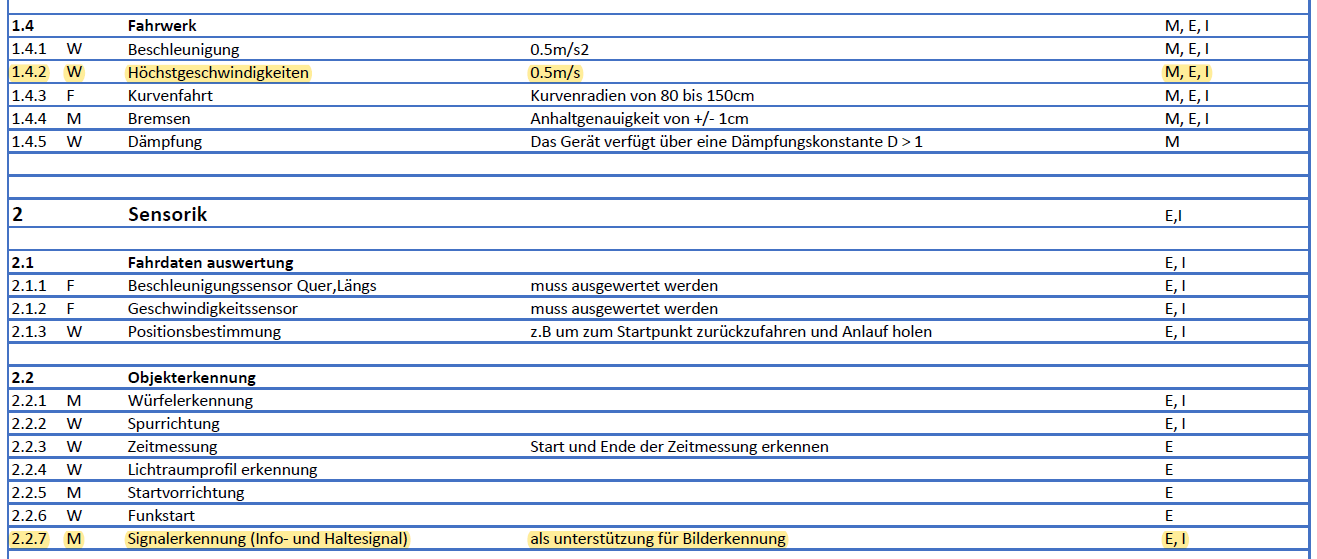 1.4 Fahrwerk M, E, I
1.4.1 W Beschleunigung 0.5m/s2 M, E, I
1.4.2 W Höchstgeschwindigkeiten 0.5m/s M, E, I
1.4.3 F Kurvenfahrt Kurvenradien von 80 bis 150cm M, E, I
1.4.4 M Bremsen Anhaltgenauigkeit von +/- 1cm M, E, I
1.4.5 W Dämpfung Das Gerät verfügt über eine Dämpfungskonstante D > 1 M
2 Sensorik E,I
2.1 Fahrdaten auswertung E, I
2.1.1 F Beschleunigungssensor Quer,Längs muss ausgewertet werden E, I
2.1.2 F Geschwindigkeitssensor muss ausgewertet werden E, I
2.1.3 W Positionsbestimmung z.B um zum Startpunkt zurückzufahren und Anlauf holen E, I
2.2 Objekterkennung
2.2.1 M Würfelerkennung E, I
2.2.2 W Spurrichtung E, I
2.2.3 W Zeitmessung Start und Ende der Zeitmessung erkennen E
2.2.4 W Lichtraumprofil erkennung E
2.2.5 M Startvorrichtung E
2.2.6 W Funkstart E
2.2.7 M Signalerkennung (Info- und Haltesignal) als unterstützung für Bilderkennung E, I